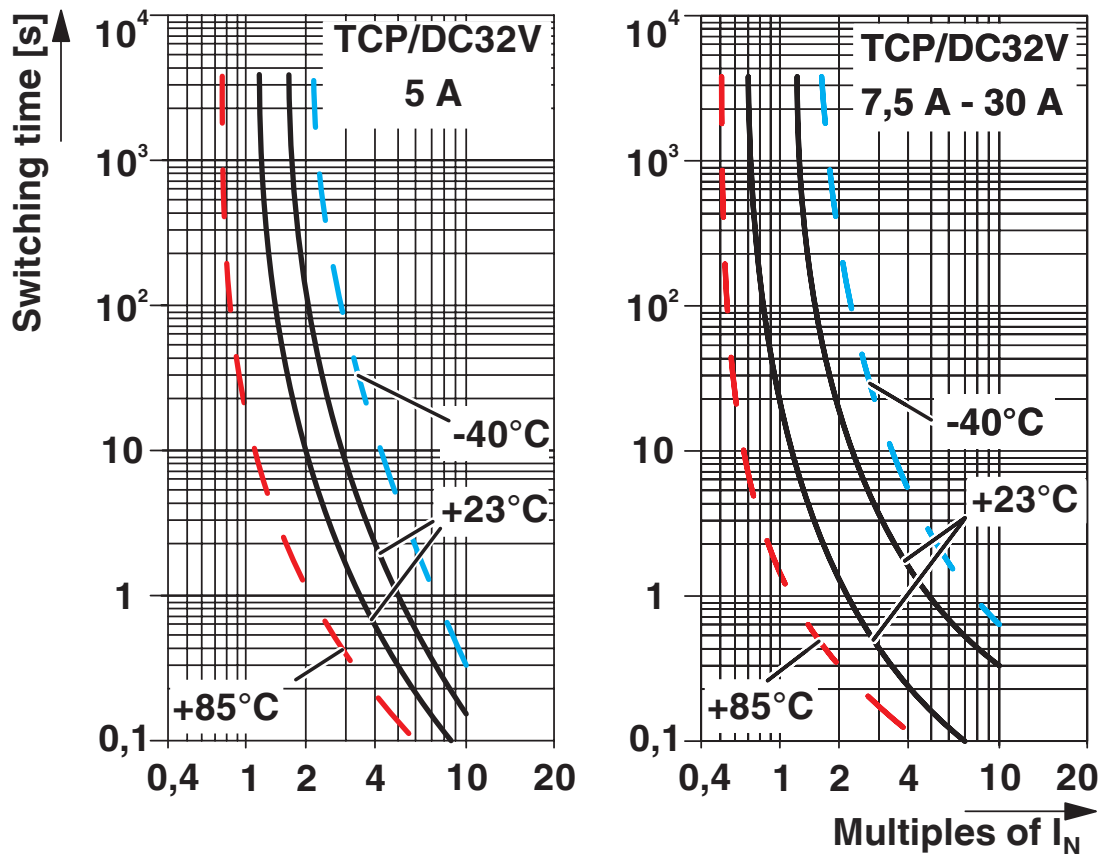 Switching time [s]
TCP/DC32V
5 A
10⁴
10³
10²
10
1
0,1
0,4 1 2 4 10 20
-40°C
+23°C
+85°C
TCP/DC32V
7,5 A - 30 A
10⁴
10³
10²
10
1
0,1
0,4 1 2 4 10 20
-40°C
+23°C
+85°C
Multiples of I_N